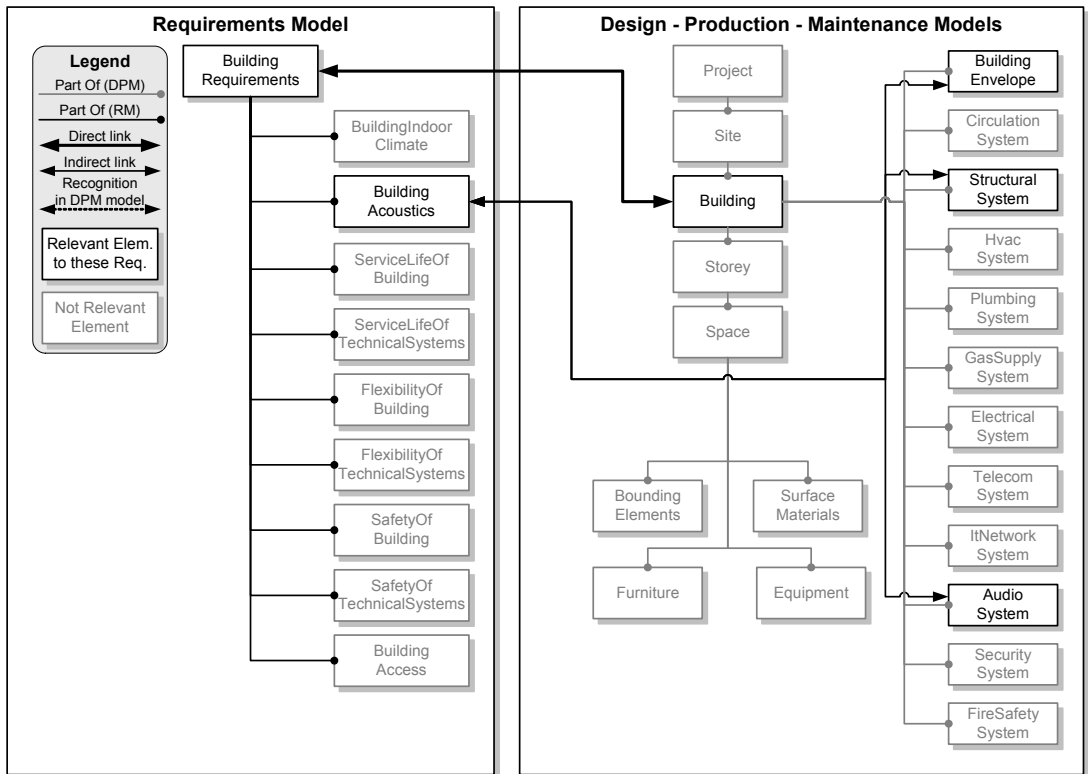 Requirements Model
Legend
Part Of (DPM)
Part Of (RM)
Direct link
Indirect link
Recognition
in DPM model
Relevant Elem.
to these Req.
Not Relevant
Element
Building
Requirements
BuildingIndoor
Climate
Building
Acoustics
ServiceLifeOf
Building
ServiceLifeOf
TechnicalSystems
FlexibilityOf
Building
FlexibilityOf
TechnicalSystems
SafetyOf
Building
SafetyOf
TechnicalSystems
Building
Access
Design - Production - Maintenance Models
Project
Site
Building
Storey
Space
Bounding
Elements
Surface
Materials
Furniture
Equipment
Building
Envelope
Circulation
System
Structural
System
Hvac
System
Plumbing
System
GasSupply
System
Electrical
System
Telecom
System
ItNetwork
System
Audio
System
Security
System
FireSafety
System